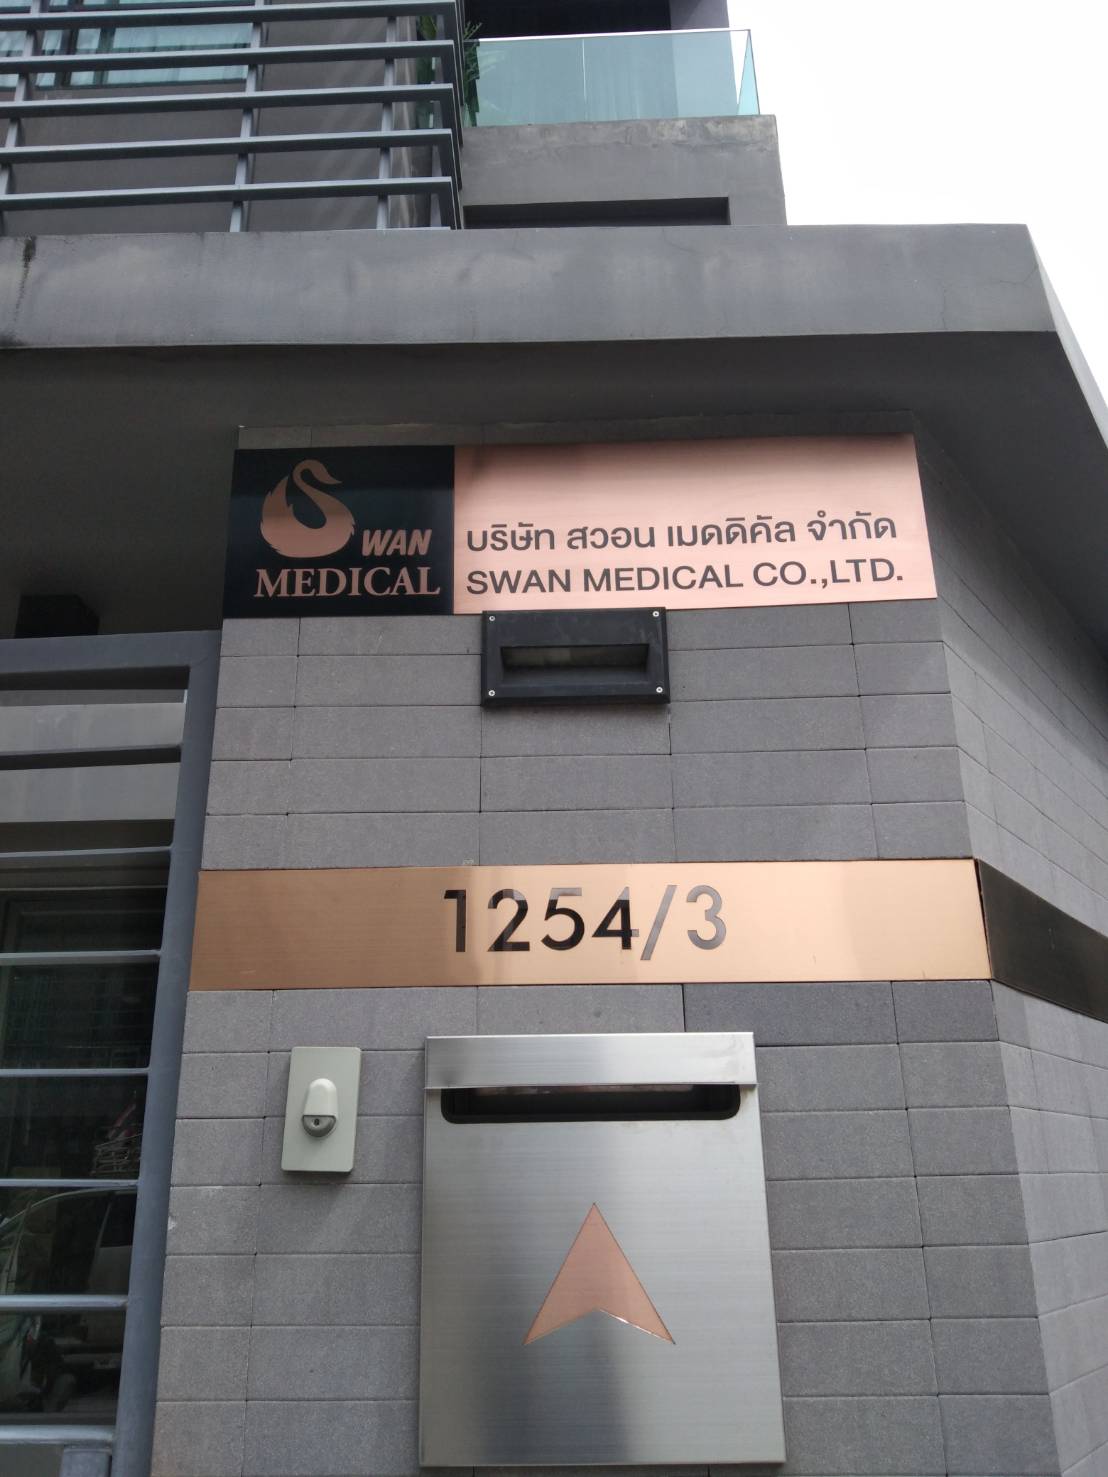 WAN
MEDICAL
บริษัท สวอน เมดดิคัล จำกัด
SWAN MEDICAL CO.,LTD.
1254/3